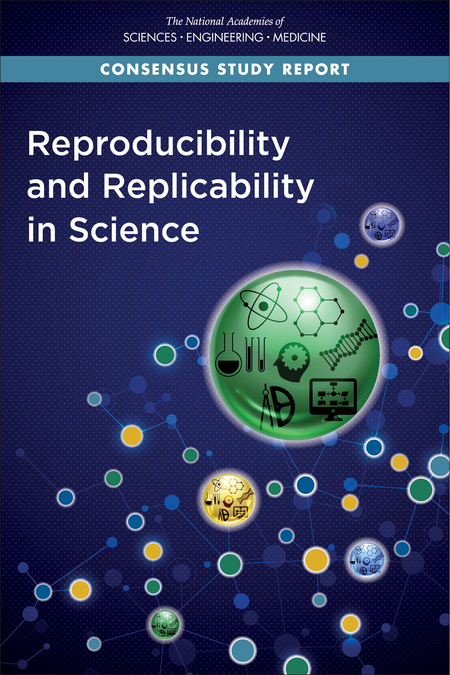 The National Academies of
SCIENCES • ENGINEERING • MEDICINE
CONSENSUS STUDY REPORT
Reproducibility
and Replicability
in Science